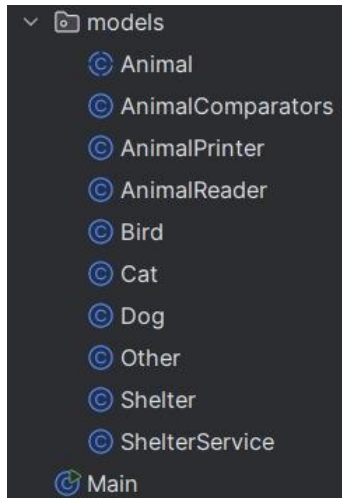 models
Animal
AnimalComparators
AnimalPrinter
AnimalReader
Bird
Cat
Dog
Other
Shelter
ShelterService
Main